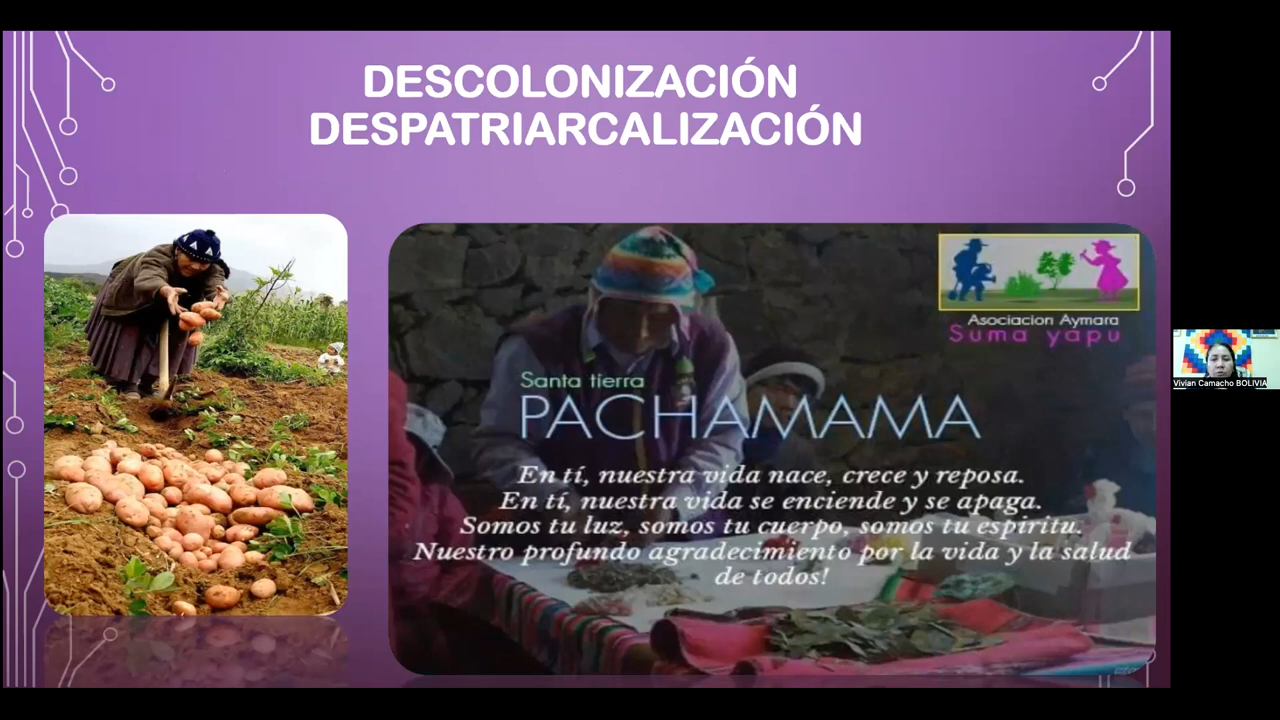 DESCOLONIZACIÓN
DESPATRIARCALIZACIÓN
Asociacion Aymara
Suma yapu
Santa tierra
PACHAMAMA
En tí, nuestra vida nace, crece y reposa.
En tí, nuestra vida se enciende y se apaga.
Somos tu luz, somos tu cuerpo, somos tu espíritu.
Nuestro profundo agradecimiento por la vida y la salud
de todos!
Vivian Camacho BOLIVIA